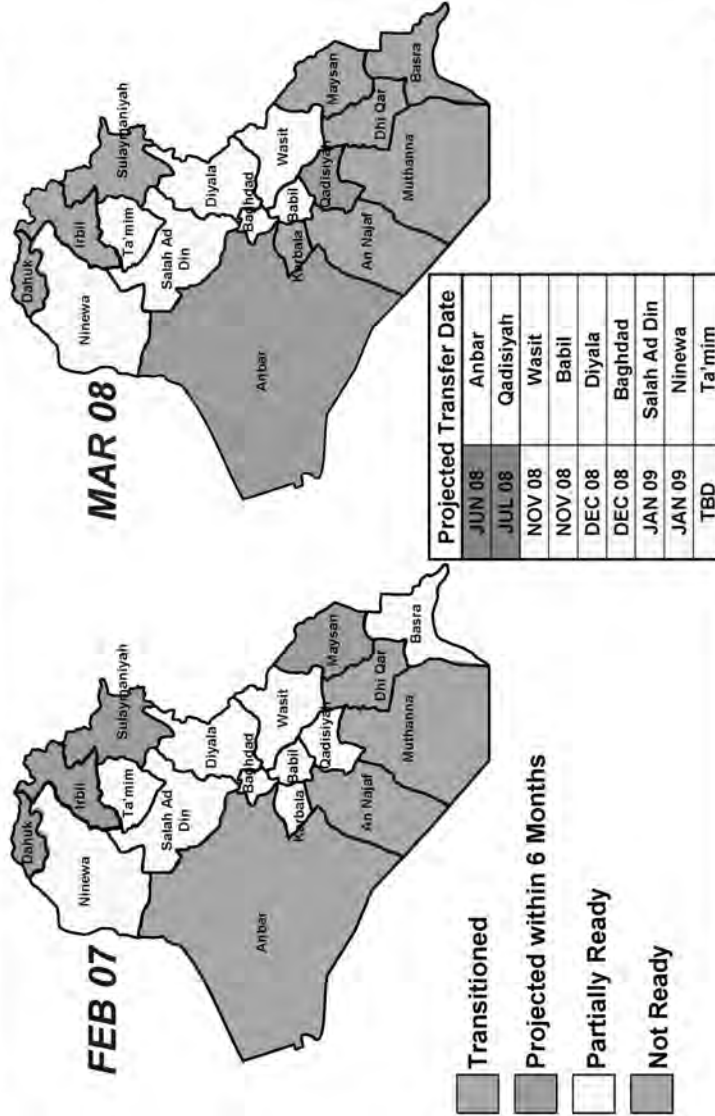 FEB 07
Dahuk
Ninewa
Irbil
Sulaymaniyah
Ta'mim
Salah Ad
Din
Diyala
Anbar
Baghdad
Wasit
Karbala
Babil
Qadisiyah
Maysan
An Najaf
Dhi Qar
Muthanna
Basra
MAR 08
Dahuk
Ninewa
Irbil
Sulaymaniyah
Ta'mim
Salah Ad
Din
Diyala
Anbar
Baghdad
Wasit
Karbala
Babil
Qadisiyah
Maysan
An Najaf
Dhi Qar
Muthanna
Basra
Transitioned
Projected within 6 Months
Partially Ready
Not Ready
Projected Transfer Date
JUN 08 Anbar
JUL 08 Qadisiyah
NOV 08 Wasit
NOV 08 Babil
DEC 08 Diyala
DEC 08 Baghdad
JAN 09 Salah Ad Din
JAN 09 Ninewa
TBD Ta'mim